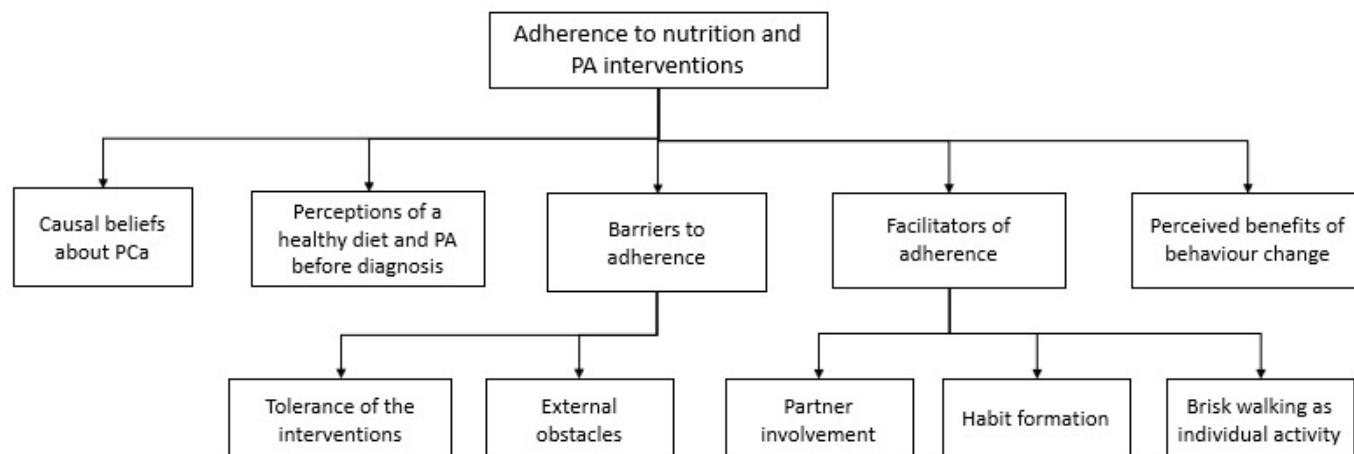 Adherence to nutrition and
PA interventions
Causal beliefs
about PCa
Perceptions of a
healthy diet and PA
before diagnosis
Barriers to
adherence
Facilitators of
adherence
Perceived benefits of
behaviour change
Tolerance of the
interventions
External
obstacles
Partner
involvement
Habit formation
Brisk walking as
individual activity